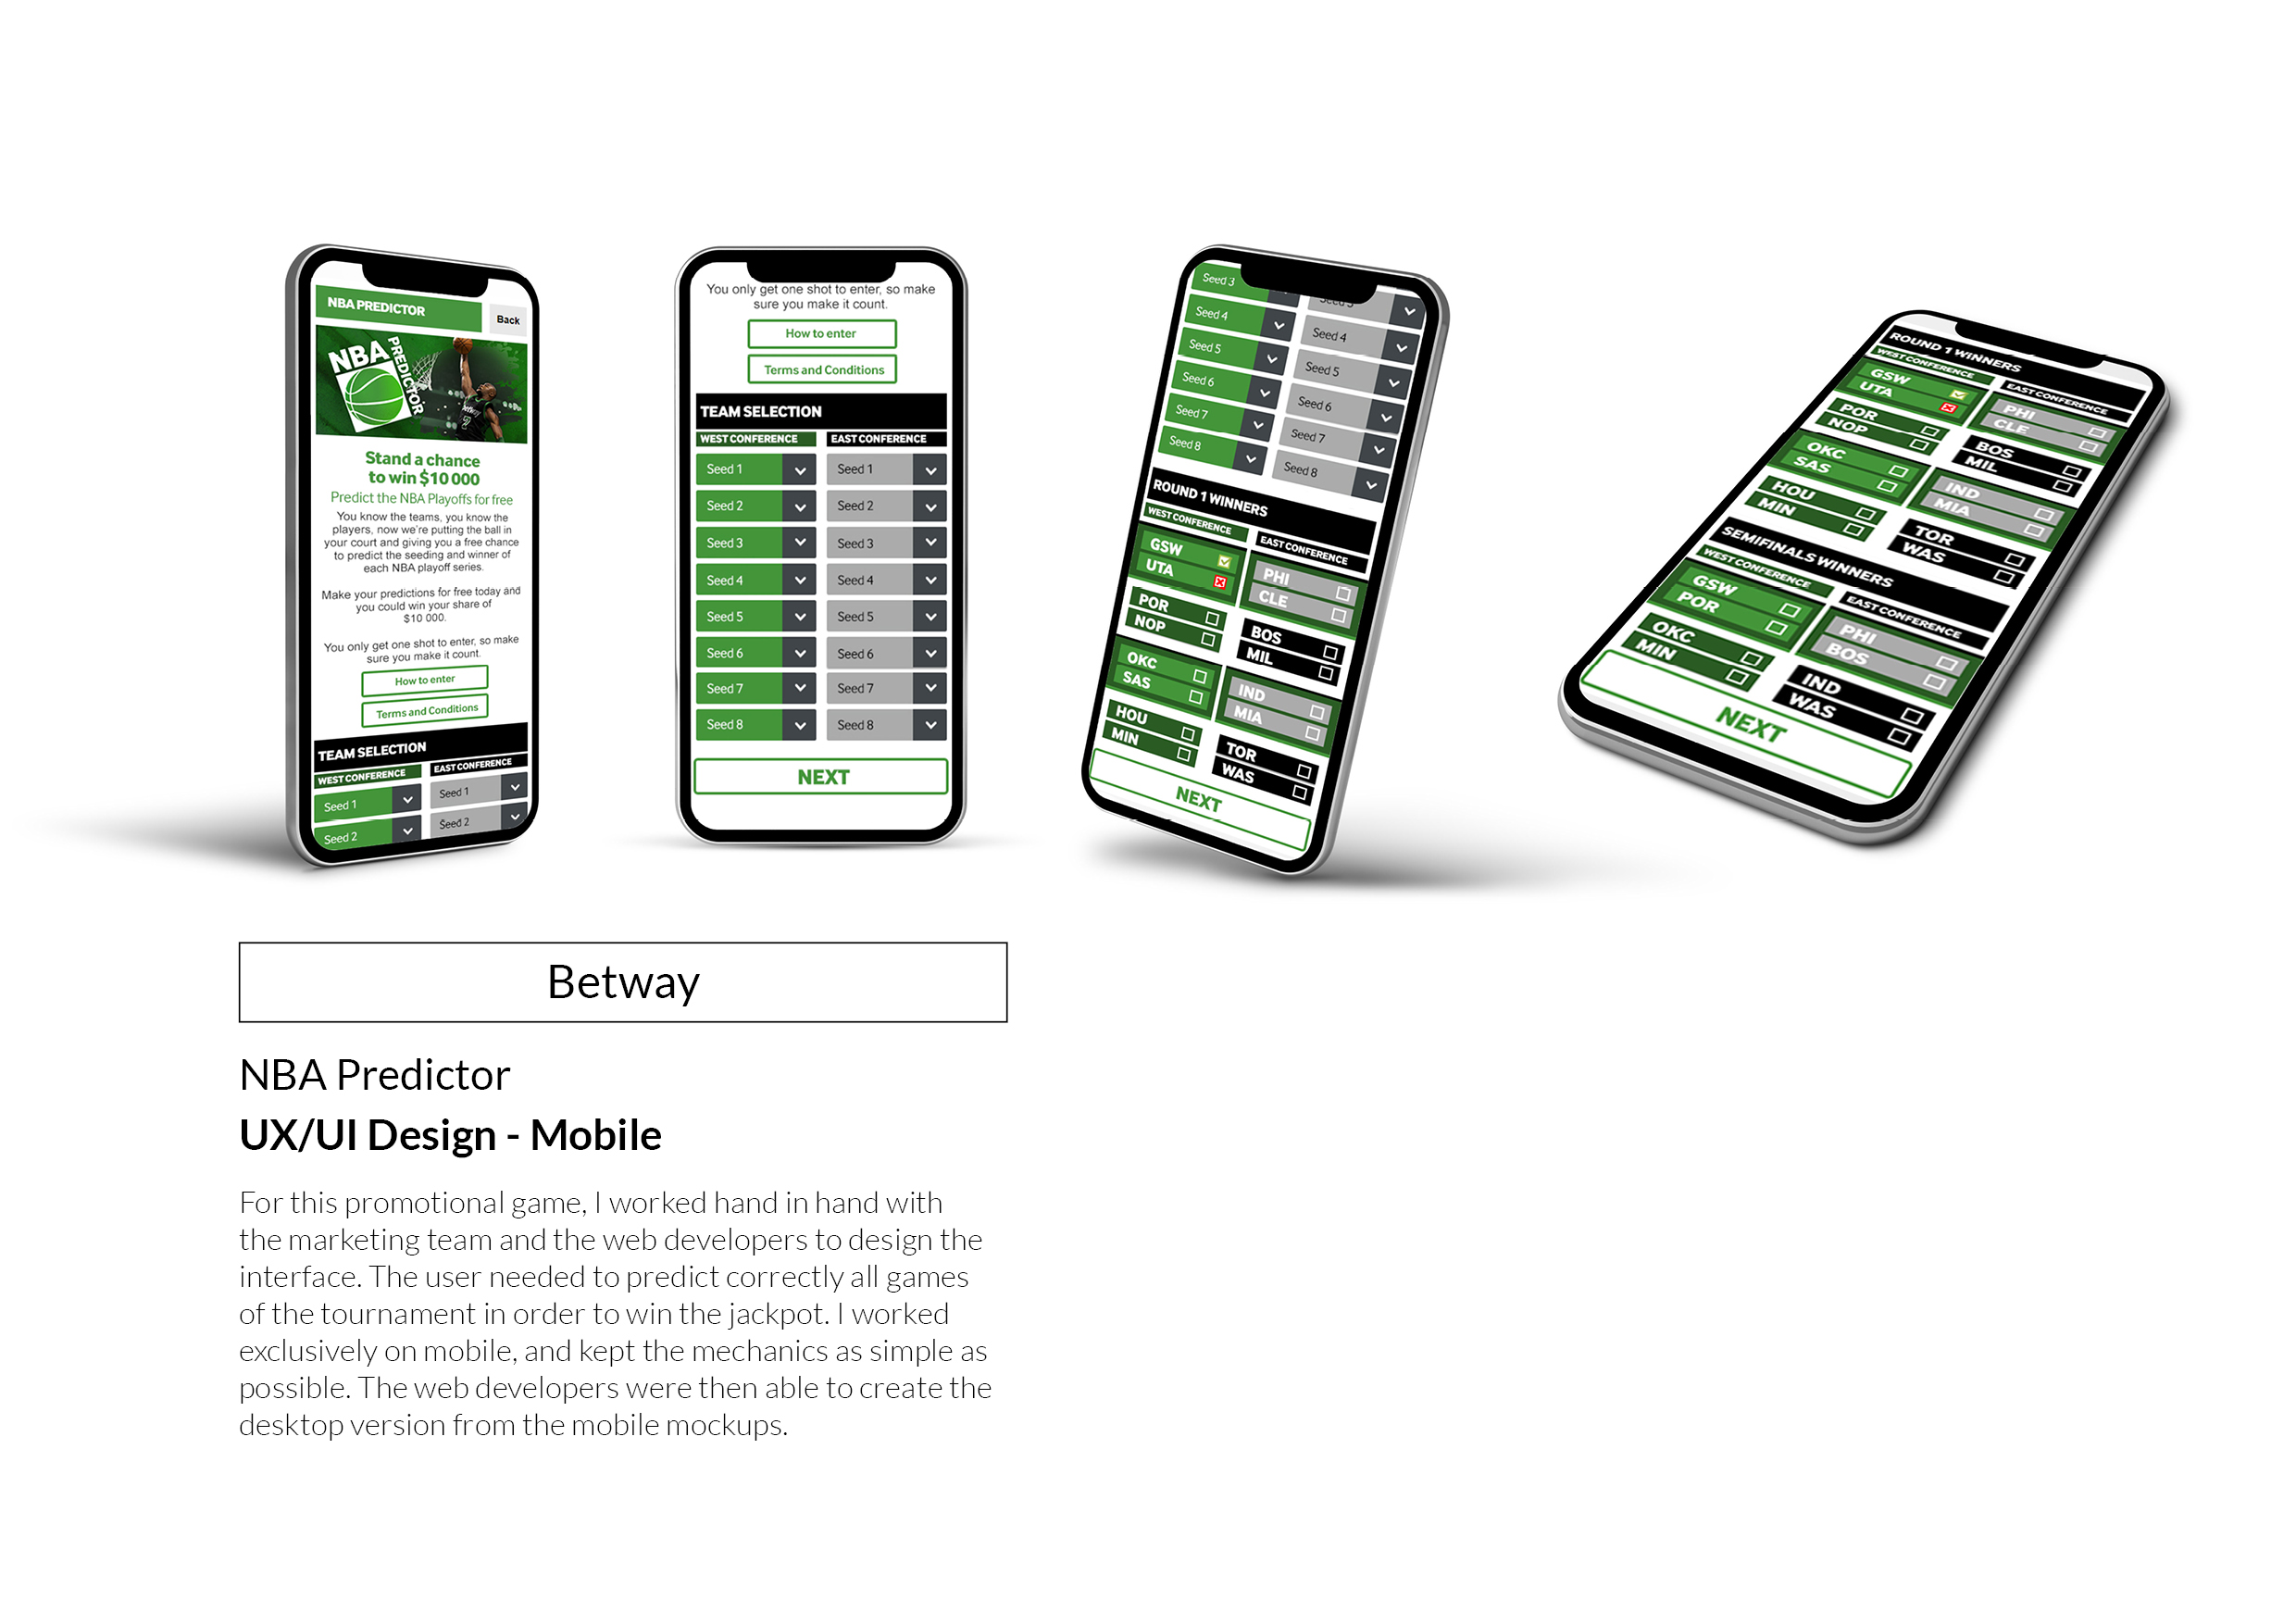 NBA PREDICTOR
Back
NBA
PREDICTOR
Stand a chance
to win $10 000
Predict the NBA Playoffs for free
You know the teams, you know the
players, now we're putting the ball in
your court and giving you a free chance
to predict the seeding and winner of
each NBA playoff series.
Make your predictions for free today and
you could win your share of
$10 000.
You only get one shot to enter, so make
sure you make it count.
How to enter
Terms and Conditions
TEAM SELECTION
WEST CONFERENCE EAST CONFERENCE
Seed 1 Seed 1
Seed 2 Seed 2
You only get one shot to enter, so make
sure you make it count.
How to enter
Terms and Conditions
TEAM SELECTION
WEST CONFERENCE EAST CONFERENCE
Seed 1 Seed 1
Seed 2 Seed 2
Seed 3 Seed 3
Seed 4 Seed 4
Seed 5 Seed 5
Seed 6 Seed 6
Seed 7 Seed 7
Seed 8 Seed 8
NEXT
Seed 3 Seed 3
Seed 4 Seed 4
Seed 5 Seed 5
Seed 6 Seed 6
Seed 7 Seed 7
Seed 8 Seed 8
ROUND 1 WINNERS
WEST CONFERENCE EAST CONFERENCE
GSW PHI
UTA CLE
POR BOS
NOP MIL
OKC IND
SAS MIA
HOU TOR
MIN WAS
NEXT
ROUND 1 WINNERS
WEST CONFERENCE EAST CONFERENCE
GSW PHI
UTA CLE
POR BOS
NOP MIL
OKC IND
SAS MIA
HOU TOR
MIN WAS
SEMIFINALS WINNERS
WEST CONFERENCE EAST CONFERENCE
GSW PHI
POR BOS
OKC IND
MIN WAS
NEXT
Betway
NBA Predictor
UX/UI Design - Mobile
For this promotional game, I worked hand in hand with
the marketing team and the web developers to design the
interface. The user needed to predict correctly all games
of the tournament in order to win the jackpot. I worked
exclusively on mobile, and kept the mechanics as simple as
possible. The web developers were then able to create the
desktop version from the mobile mockups.